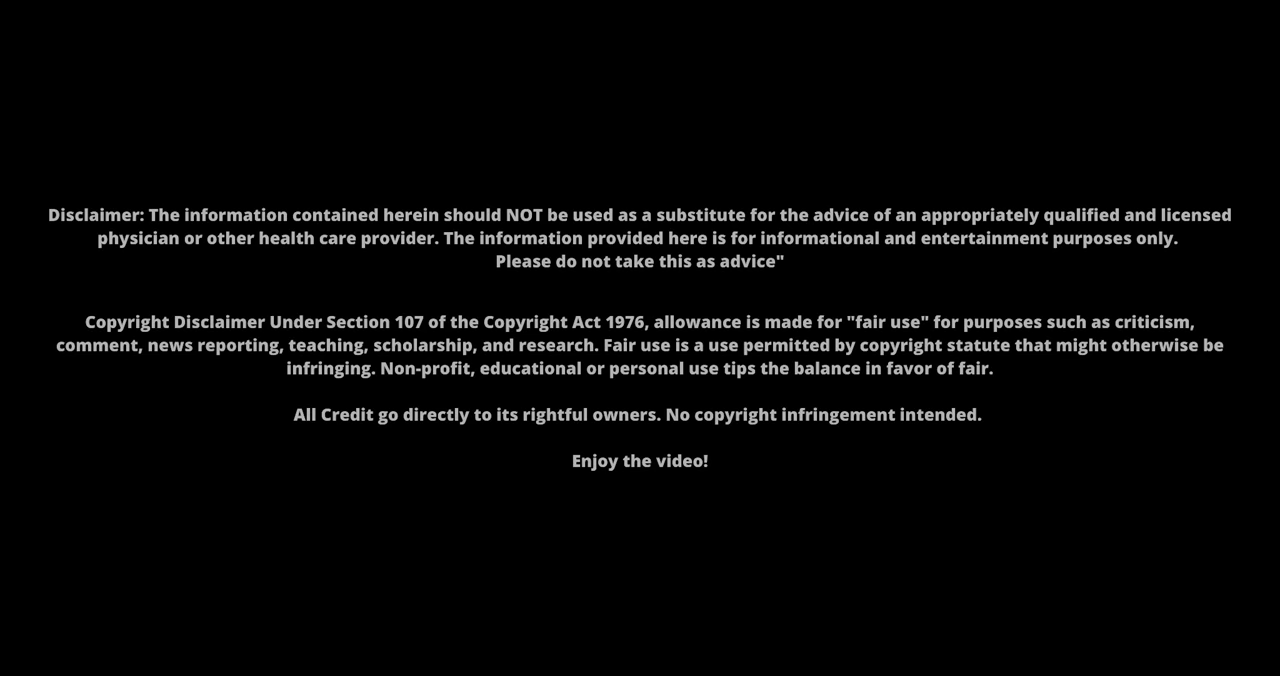 Disclaimer: The information contained herein should NOT be used as a substitute for the advice of an appropriately qualified and licensed
physician or other health care provider. The information provided here is for informational and entertainment purposes only.
Please do not take this as advice"
Copyright Disclaimer Under Section 107 of the Copyright Act 1976, allowance is made for "fair use" for purposes such as criticism,
comment, news reporting, teaching, scholarship, and research. Fair use is a use permitted by copyright statute that might otherwise be
infringing. Non-profit, educational or personal use tips the balance in favor of fair.
All Credit go directly to its rightful owners. No copyright infringement intended.
Enjoy the video!